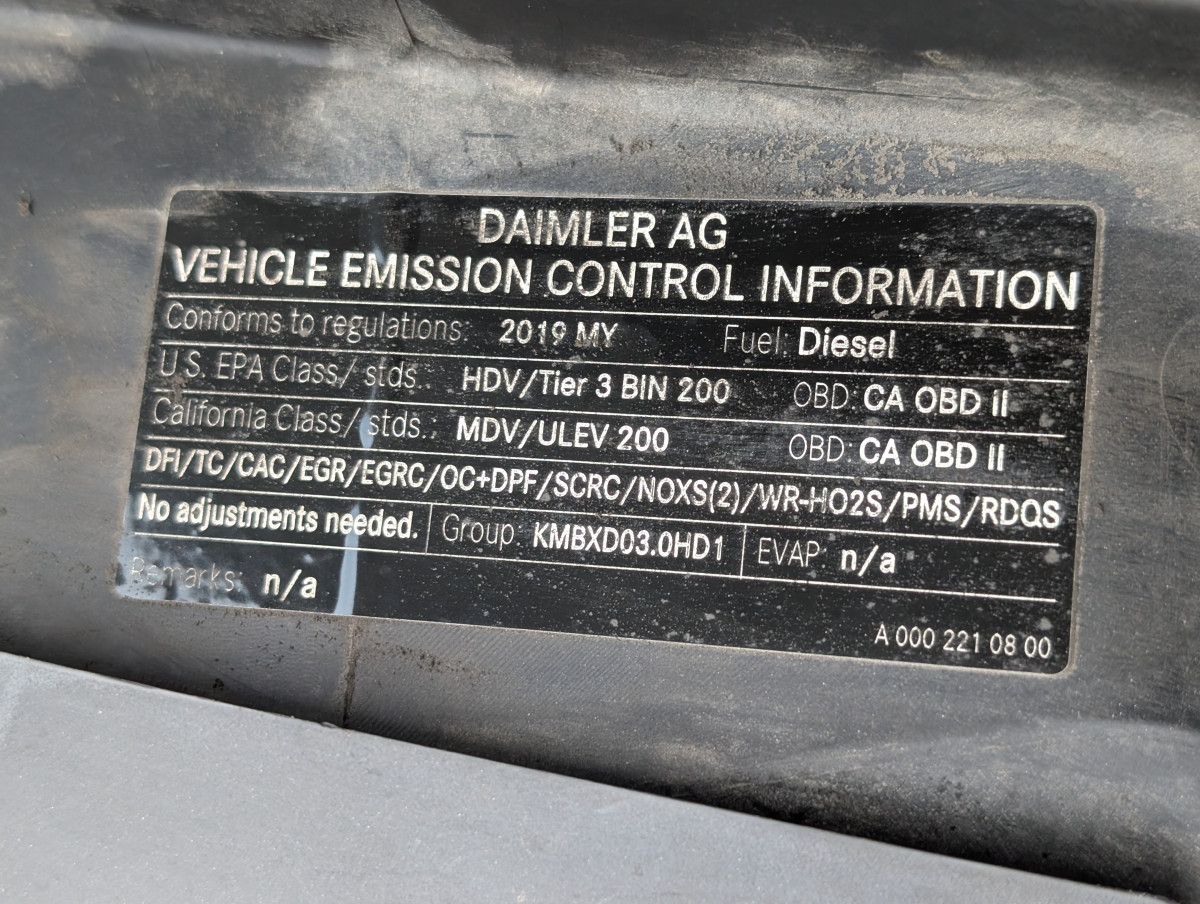 DAIMLER AG
VEHICLE EMISSION CONTROL INFORMATION
Conforms to regulations: 2019 MY Fuel: Diesel
U.S. EPA Class/ stds.: HDV/Tier 3 BIN 200 OBD: CA OBD II
California Class/ stds.: MDV/ULEV 200 OBD: CA OBD II
DFI/TC/CAC/EGR/EGRC/OC+DPF/SCRC/NOXS(2)/WR-HO2S/PMS/RDQS
No adjustments needed. Group: KMBXD03.0HD1 EVAP: n/a
Remarks: n/a
A 000 221 08 00